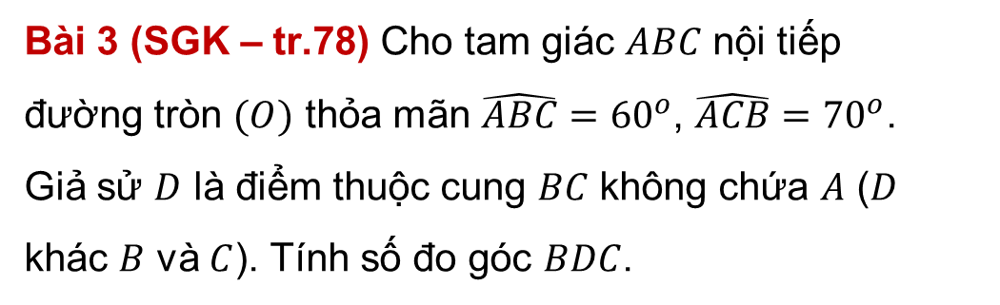 Bài 3 (SGK – tr.78) Cho tam giác ABC nội tiếp
đường tròn (O) thỏa mãn $\widehat{ABC} = 60^o$, $\widehat{ACB} = 70^o$.
Giả sử D là điểm thuộc cung BC không chứa A (D
khác B và C). Tính số đo góc BDC.